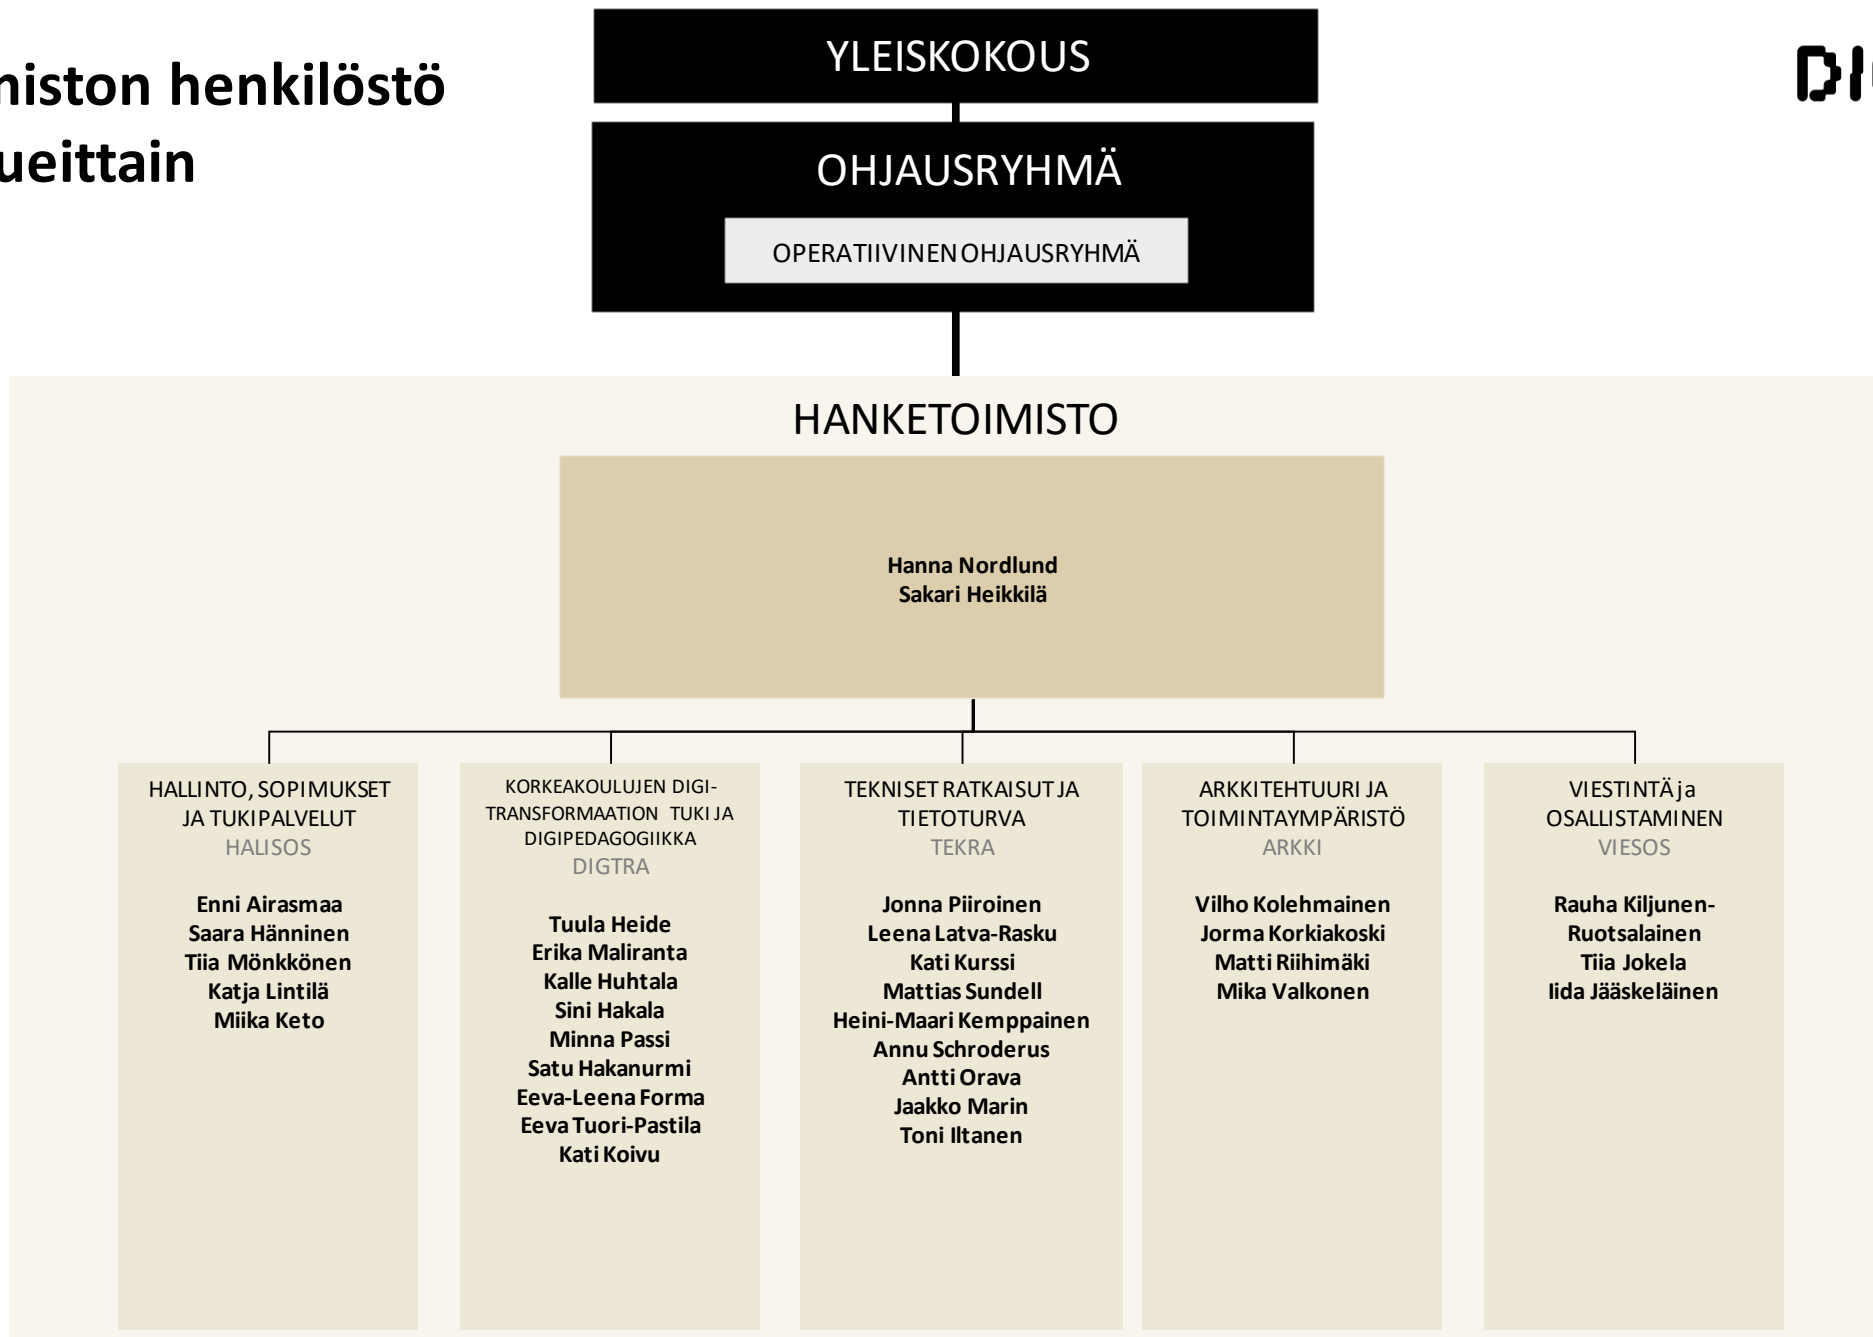 niston henkilöstö
ueittain
YLEISKOKOUS
OHJAUSRYHMÄ
OPERATIIVINEN OHJAUSRYHMÄ
HANKETOIMISTO
Hanna Nordlund
Sakari Heikkilä
HALLINTO, SOPIMUKSET
JA TUKIPALVELUT
HALISOS
Enni Airasmaa
Saara Hänninen
Tiia Mönkkönen
Katja Lintilä
Miika Keto
KORKEAKOULUJEN DIGI-
TRANSFORMAATION TUKI JA
DIGIPEDAGOGIIKKA
DIGTRA
Tuula Heide
Erika Maliranta
Kalle Huhtala
Sini Hakala
Minna Passi
Satu Hakanurmi
Eeva-Leena Forma
Eeva Tuori-Pastila
Kati Koivu
TEKNISET RATKAISUT JA
TIETOTURVA
TEKRA
Jonna Piiroinen
Leena Latva-Rasku
Kati Kurssi
Mattias Sundell
Heini-Maari Kemppainen
Annu Schroderus
Antti Orava
Jaakko Marin
Toni Iltanen
ARKKITEHTUURI JA
TOIMINTAYMPÄRISTÖ
ARKKI
Vilho Kolehmainen
Jorma Korkiakoski
Matti Riihimäki
Mika Valkonen
VIESTINTÄ ja
OSALLISTAMINEN
VIESOS
Rauha Kiljunen-
Ruotsalainen
Tiia Jokela
Iida Jääskeläinen